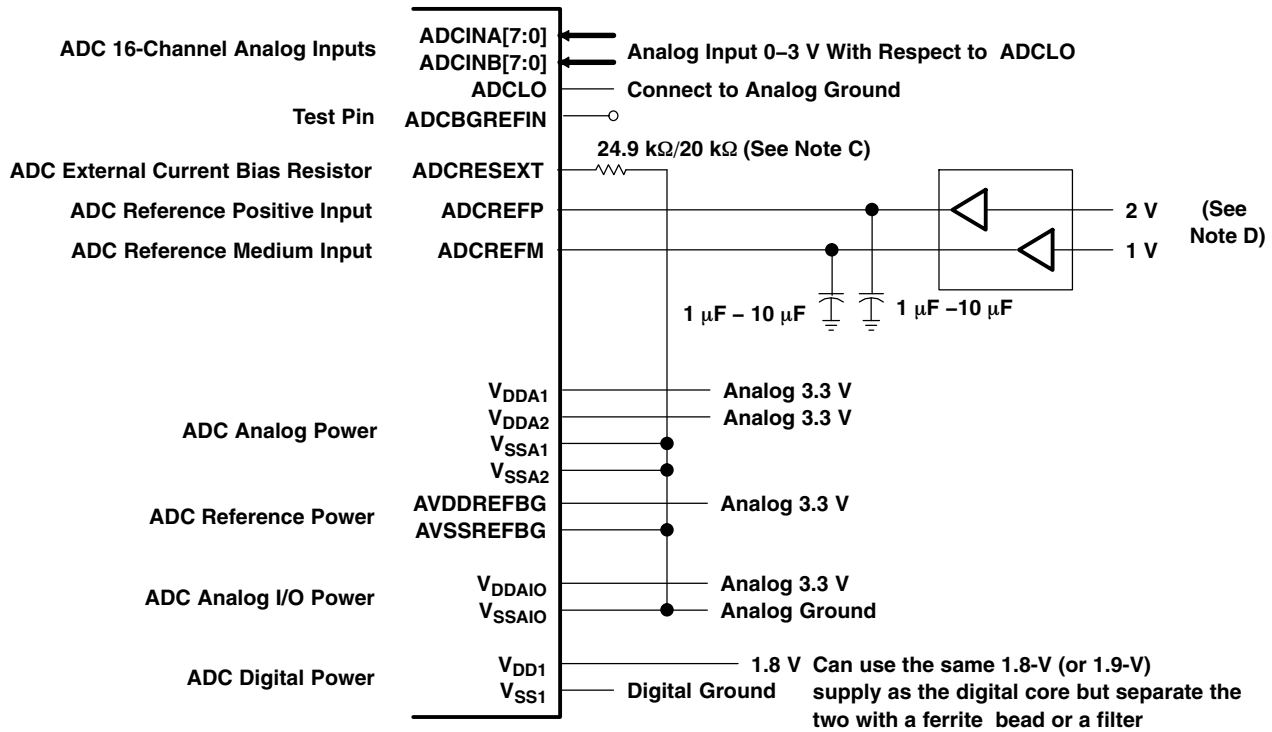 ADC 16-Channel Analog Inputs
ADCINA[7:0]
ADCINB[7:0]
Analog Input 0–3 V With Respect to ADCLO
ADCLO
Connect to Analog Ground
Test Pin
ADCBGREFIN
24.9 kΩ/20 kΩ (See Note C)
ADC External Current Bias Resistor
ADCRESEXT
ADC Reference Positive Input
ADCREFP
2 V
(See
Note D)
ADC Reference Medium Input
ADCREFM
1 V
1 μF – 10 μF
1 μF –10 μF
VDDA1
Analog 3.3 V
VDDA2
Analog 3.3 V
ADC Analog Power
VSSA1
VSSA2
AVDDREFBG
Analog 3.3 V
ADC Reference Power
AVSSREFBG
VDDAIO
Analog 3.3 V
ADC Analog I/O Power
VSSAIO
Analog Ground
ADC Digital Power
VDD1
1.8 V
Can use the same 1.8-V (or 1.9-V)
supply as the digital core but separate the
two with a ferrite bead or a filter
VSS1
Digital Ground